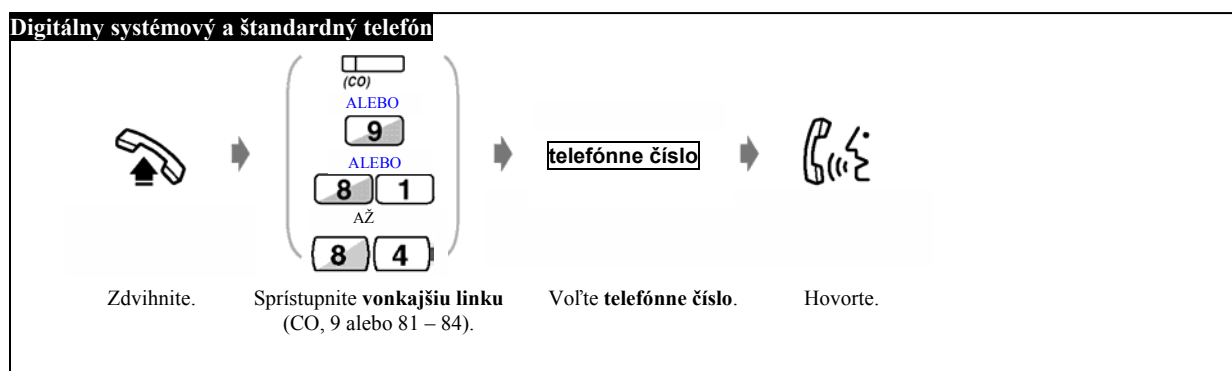 Digitálny systémový a štandardný telefón
(CO)
ALEBO
9
ALEBO
8 1
AŽ
8 4
telefónne číslo
Zdvihnite.
Sprístupnite vonkajšiu linku
(CO, 9 alebo 81 – 84).
Voľte telefónne číslo.
Hovorte.